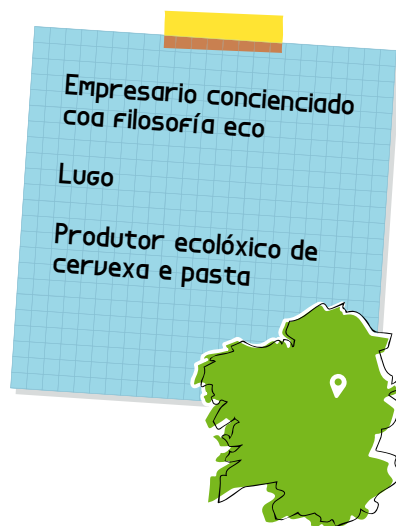 Empresario concienciado
coa filosofía eco
Lugo
Produtor ecolóxico de
cervexa e pasta